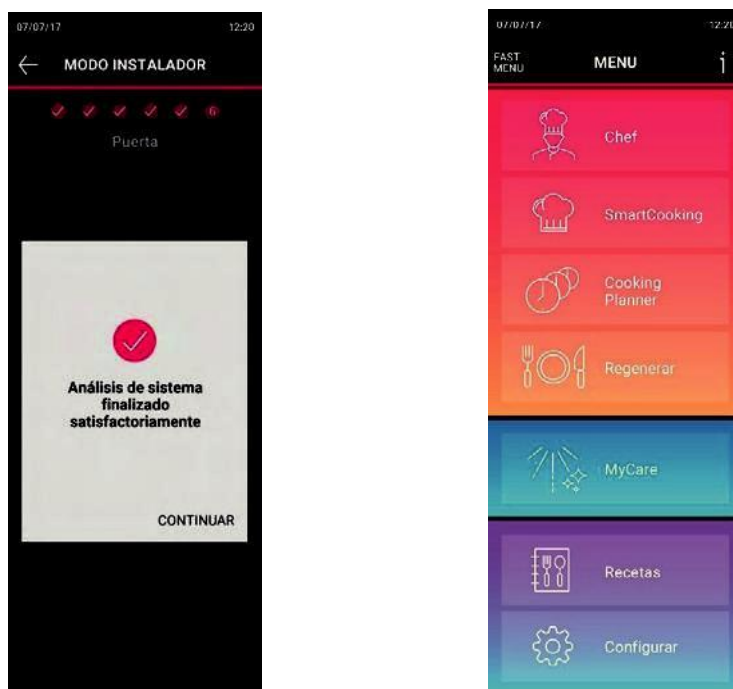 07/07/17 12:20
MODO INSTALADOR
6
Puerta
Análisis de sistema
finalizado
satisfactoriamente
CONTINUAR
07/07/17 12:20
FAST
MENU
MENU
i
Chef
SmartCooking
Cooking
Planner
Regenerar
MyCare
Recetas
Configurar